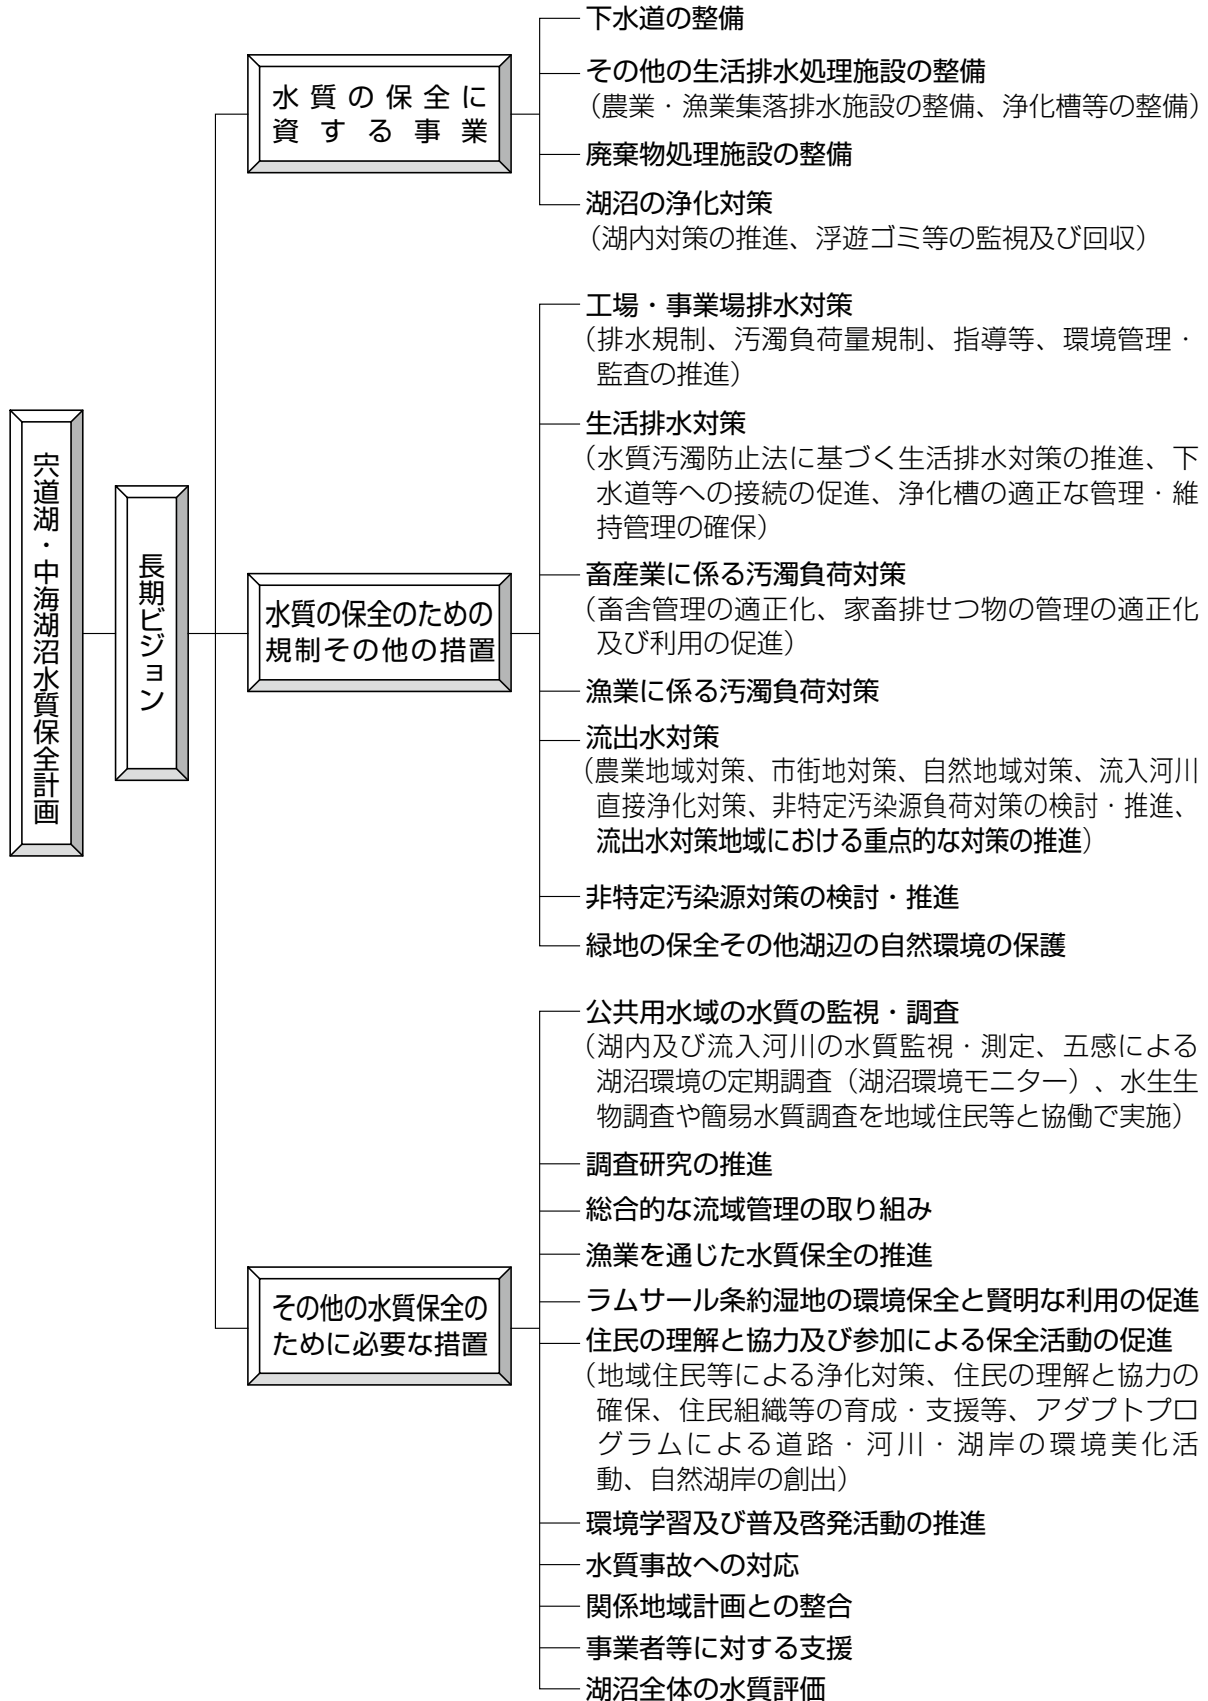 宍道湖・中海湖沼水質保全計画
長期ビジョン
水質の保全に
資する事業
下水道の整備
その他の生活排水処理施設の整備
（農業・漁業集落排水施設の整備、浄化槽等の整備）
廃棄物処理施設の整備
湖沼の浄化対策
（湖内対策の推進、浮遊ゴミ等の監視及び回収）
水質の保全のための
規制その他の措置
工場・事業場排水対策
（排水規制、汚濁負荷量規制、指導等、環境管理・
監査の推進）
生活排水対策
（水質汚濁防止法に基づく生活排水対策の推進、下
水道等への接続の促進、浄化槽の適正な管理・維
持管理の確保）
畜産業に係る汚濁負荷対策
（畜舎管理の適正化、家畜排せつ物の管理の適正化
及び利用の促進）
漁業に係る汚濁負荷対策
流出水対策
（農業地域対策、市街地対策、自然地域対策、流入河川
直接浄化対策、非特定汚染源負荷対策の検討・推進、
流出水対策地域における重点的な対策の推進）
非特定汚染源対策の検討・推進
緑地の保全その他湖辺の自然環境の保護
その他の水質保全の
ために必要な措置
公共用水域の水質の監視・調査
（湖内及び流入河川の水質監視・測定、五感による
湖沼環境の定期調査（湖沼環境モニター）、水生生
物調査や簡易水質調査を地域住民等と協働で実施）
調査研究の推進
総合的な流域管理の取り組み
漁業を通じた水質保全の推進
ラムサール条約湿地の環境保全と賢明な利用の促進
住民の理解と協力及び参加による保全活動の促進
（地域住民等による浄化対策、住民の理解と協力の
確保、住民組織等の育成・支援等、アダプトプロ
グラムによる道路・河川・湖岸の環境美化活
動、自然湖岸の創出）
環境学習及び普及啓発活動の推進
水質事故への対応
関係地域計画との整合
事業者等に対する支援
湖沼全体の水質評価